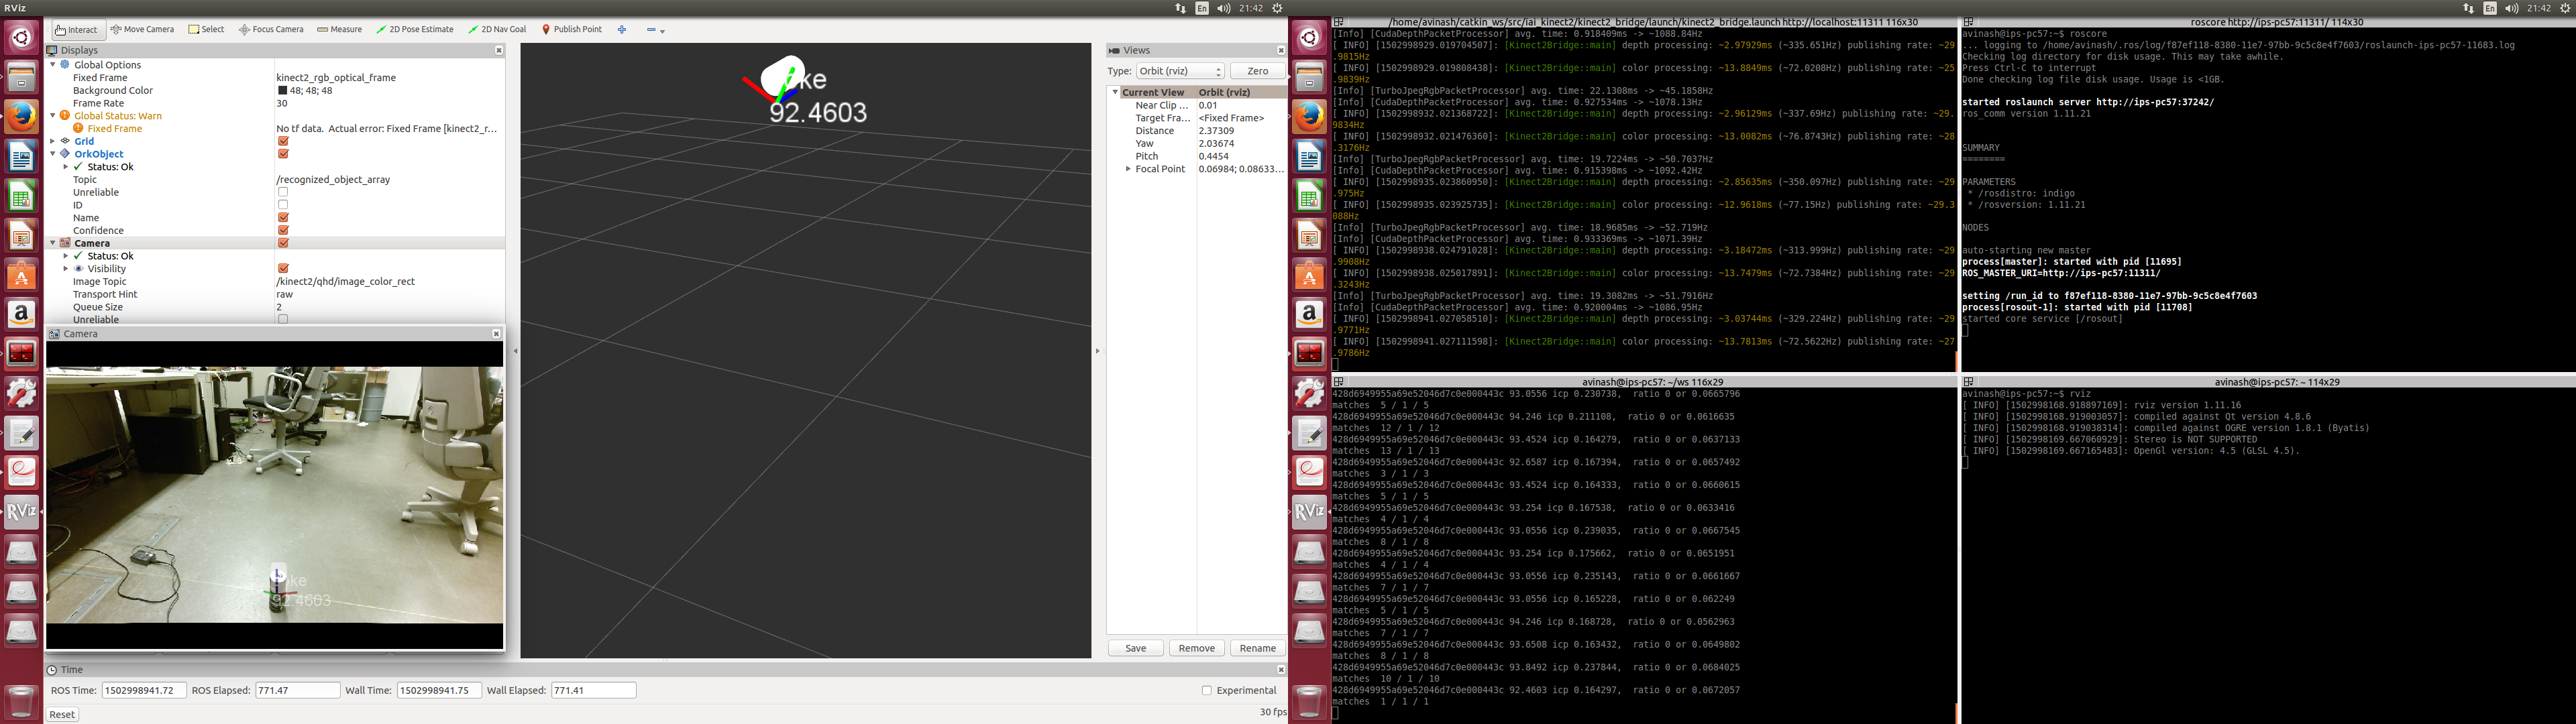 RViz
En
21:42
Interact Move Camera Select Focus Camera Measure 2D Pose Estimate 2D Nav Goal Publish Point
Displays
Global Options
Fixed Frame kinect2_rgb_optical_frame
Background Color 48; 48; 48
Frame Rate 30
Global Status: Warn
Fixed Frame No tf data. Actual error: Fixed Frame [kinect2_r...
Grid
OrkObject
Status: Ok
Topic /recognized_object_array
Unreliable
ID
Name
Confidence
Camera
Status: Ok
Visibility
Image Topic /kinect2/qhd/image_color_rect
Transport Hint raw
Queue Size 2
Unreliable
Camera
92.4603
92.4603
Views
Type: Orbit (rviz) Zero
Current View Orbit (rviz)
Near Clip ... 0.01
Target Fra... <Fixed Frame>
Distance 2.37309
Yaw 2.03674
Pitch 0.4454
Focal Point 0.06984; 0.08633...
Save Remove Rename
Time
ROS Time: 1502998941.72 ROS Elapsed: 771.47 Wall Time: 1502998941.75 Wall Elapsed: 771.41 Experimental
Reset 30 fps
En
21:42
/home/avinash/catkin_ws/src/iai_kinect2/kinect2_bridge/launch/kinect2_bridge.launch http://localhost:11311 116x30
[Info] [CudaDepthPacketProcessor] avg. time: 0.918409ms -> ~1088.84Hz
[ INFO] [1502998929.019704507]: [Kinect2Bridge::main] depth processing: ~2.97929ms (~335.651Hz) publishing rate: ~29
.9815Hz
[ INFO] [1502998929.019808438]: [Kinect2Bridge::main] color processing: ~13.8849ms (~72.0208Hz) publishing rate: ~25
.9839Hz
[Info] [TurboJpegRgbPacketProcessor] avg. time: 22.1308ms -> ~45.1858Hz
[Info] [CudaDepthPacketProcessor] avg. time: 0.927534ms -> ~1078.13Hz
[ INFO] [1502998932.021368722]: [Kinect2Bridge::main] depth processing: ~2.96129ms (~337.69Hz) publishing rate: ~29.
9834Hz
[ INFO] [1502998932.021476360]: [Kinect2Bridge::main] color processing: ~13.0082ms (~76.8743Hz) publishing rate: ~28
.3176Hz
[Info] [TurboJpegRgbPacketProcessor] avg. time: 19.7224ms -> ~50.7037Hz
[Info] [CudaDepthPacketProcessor] avg. time: 0.915398ms -> ~1092.42Hz
[ INFO] [1502998935.023860950]: [Kinect2Bridge::main] depth processing: ~2.85635ms (~350.097Hz) publishing rate: ~29
.975Hz
[ INFO] [1502998935.023925735]: [Kinect2Bridge::main] color processing: ~12.9618ms (~77.15Hz) publishing rate: ~29.3
088Hz
[Info] [TurboJpegRgbPacketProcessor] avg. time: 18.9685ms -> ~52.719Hz
[Info] [CudaDepthPacketProcessor] avg. time: 0.933369ms -> ~1071.39Hz
[ INFO] [1502998938.024791028]: [Kinect2Bridge::main] depth processing: ~3.18472ms (~313.999Hz) publishing rate: ~29
.9908Hz
[ INFO] [1502998938.025017891]: [Kinect2Bridge::main] color processing: ~13.7479ms (~72.7384Hz) publishing rate: ~25
.3243Hz
[Info] [TurboJpegRgbPacketProcessor] avg. time: 19.3082ms -> ~51.7916Hz
[Info] [CudaDepthPacketProcessor] avg. time: 0.920004ms -> ~1086.95Hz
[ INFO] [1502998941.027058510]: [Kinect2Bridge::main] depth processing: ~3.03744ms (~329.224Hz) publishing rate: ~29
.9771Hz
[ INFO] [1502998941.027111598]: [Kinect2Bridge::main] color processing: ~13.7813ms (~72.5622Hz) publishing rate: ~27
.9786Hz
roscore http://ips-pc57:11311/ 114x30
avinash@ips-pc57:~$ roscore
... logging to /home/avinash/.ros/log/f87ef118-8380-11e7-97bb-9c5c8e4f7603/roslaunch-ips-pc57-11683.log
Checking log directory for disk usage. This may take awhile.
Press Ctrl-C to interrupt
Done checking log file disk usage. Usage is <1GB.
started roslaunch server http://ips-pc57:37242/
ros_comm version 1.11.21
SUMMARY
========
PARAMETERS
* /rosdistro: indigo
* /rosversion: 1.11.21
NODES
auto-starting new master
process[master]: started with pid [11695]
ROS_MASTER_URI=http://ips-pc57:11311/
setting /run_id to f87ef118-8380-11e7-97bb-9c5c8e4f7603
process[rosout-1]: started with pid [11708]
started core service [/rosout]
avinash@ips-pc57: ~/ws 116x29
428d6949955a69e52046d7c0e000443c 93.0556 icp 0.230738, ratio 0 or 0.0665796
matches 5 / 1 / 5
428d6949955a69e52046d7c0e000443c 94.246 icp 0.211108, ratio 0 or 0.0616635
matches 12 / 1 / 12
428d6949955a69e52046d7c0e000443c 93.4524 icp 0.164279, ratio 0 or 0.0637133
matches 13 / 1 / 13
428d6949955a69e52046d7c0e000443c 92.6587 icp 0.167394, ratio 0 or 0.0657492
matches 3 / 1 / 3
428d6949955a69e52046d7c0e000443c 93.4524 icp 0.164333, ratio 0 or 0.0660615
matches 5 / 1 / 5
428d6949955a69e52046d7c0e000443c 93.254 icp 0.167538, ratio 0 or 0.0633416
matches 4 / 1 / 4
428d6949955a69e52046d7c0e000443c 93.0556 icp 0.239035, ratio 0 or 0.0667545
matches 8 / 1 / 8
428d6949955a69e52046d7c0e000443c 93.254 icp 0.175662, ratio 0 or 0.0651951
matches 4 / 1 / 4
428d6949955a69e52046d7c0e000443c 93.0556 icp 0.235143, ratio 0 or 0.0661667
matches 7 / 1 / 7
428d6949955a69e52046d7c0e000443c 93.0556 icp 0.165228, ratio 0 or 0.062249
matches 5 / 1 / 5
428d6949955a69e52046d7c0e000443c 94.246 icp 0.168728, ratio 0 or 0.0562963
matches 7 / 1 / 7
428d6949955a69e52046d7c0e000443c 93.6508 icp 0.163432, ratio 0 or 0.0649802
matches 8 / 1 / 8
428d6949955a69e52046d7c0e000443c 93.8492 icp 0.237844, ratio 0 or 0.0684025
matches 10 / 1 / 10
428d6949955a69e52046d7c0e000443c 92.4603 icp 0.164297, ratio 0 or 0.0672057
matches 1 / 1 / 1
avinash@ips-pc57: ~ 114x29
avinash@ips-pc57:~$ rviz
[ INFO] [1502998168.918897169]: rviz version 1.11.16
[ INFO] [1502998168.919003057]: compiled against Qt version 4.8.6
[ INFO] [1502998168.919038314]: compiled against OGRE version 1.8.1 (Byatis)
[ INFO] [1502998169.667060929]: Stereo is NOT SUPPORTED
[ INFO] [1502998169.667165483]: OpenGl version: 4.5 (GLSL 4.5).